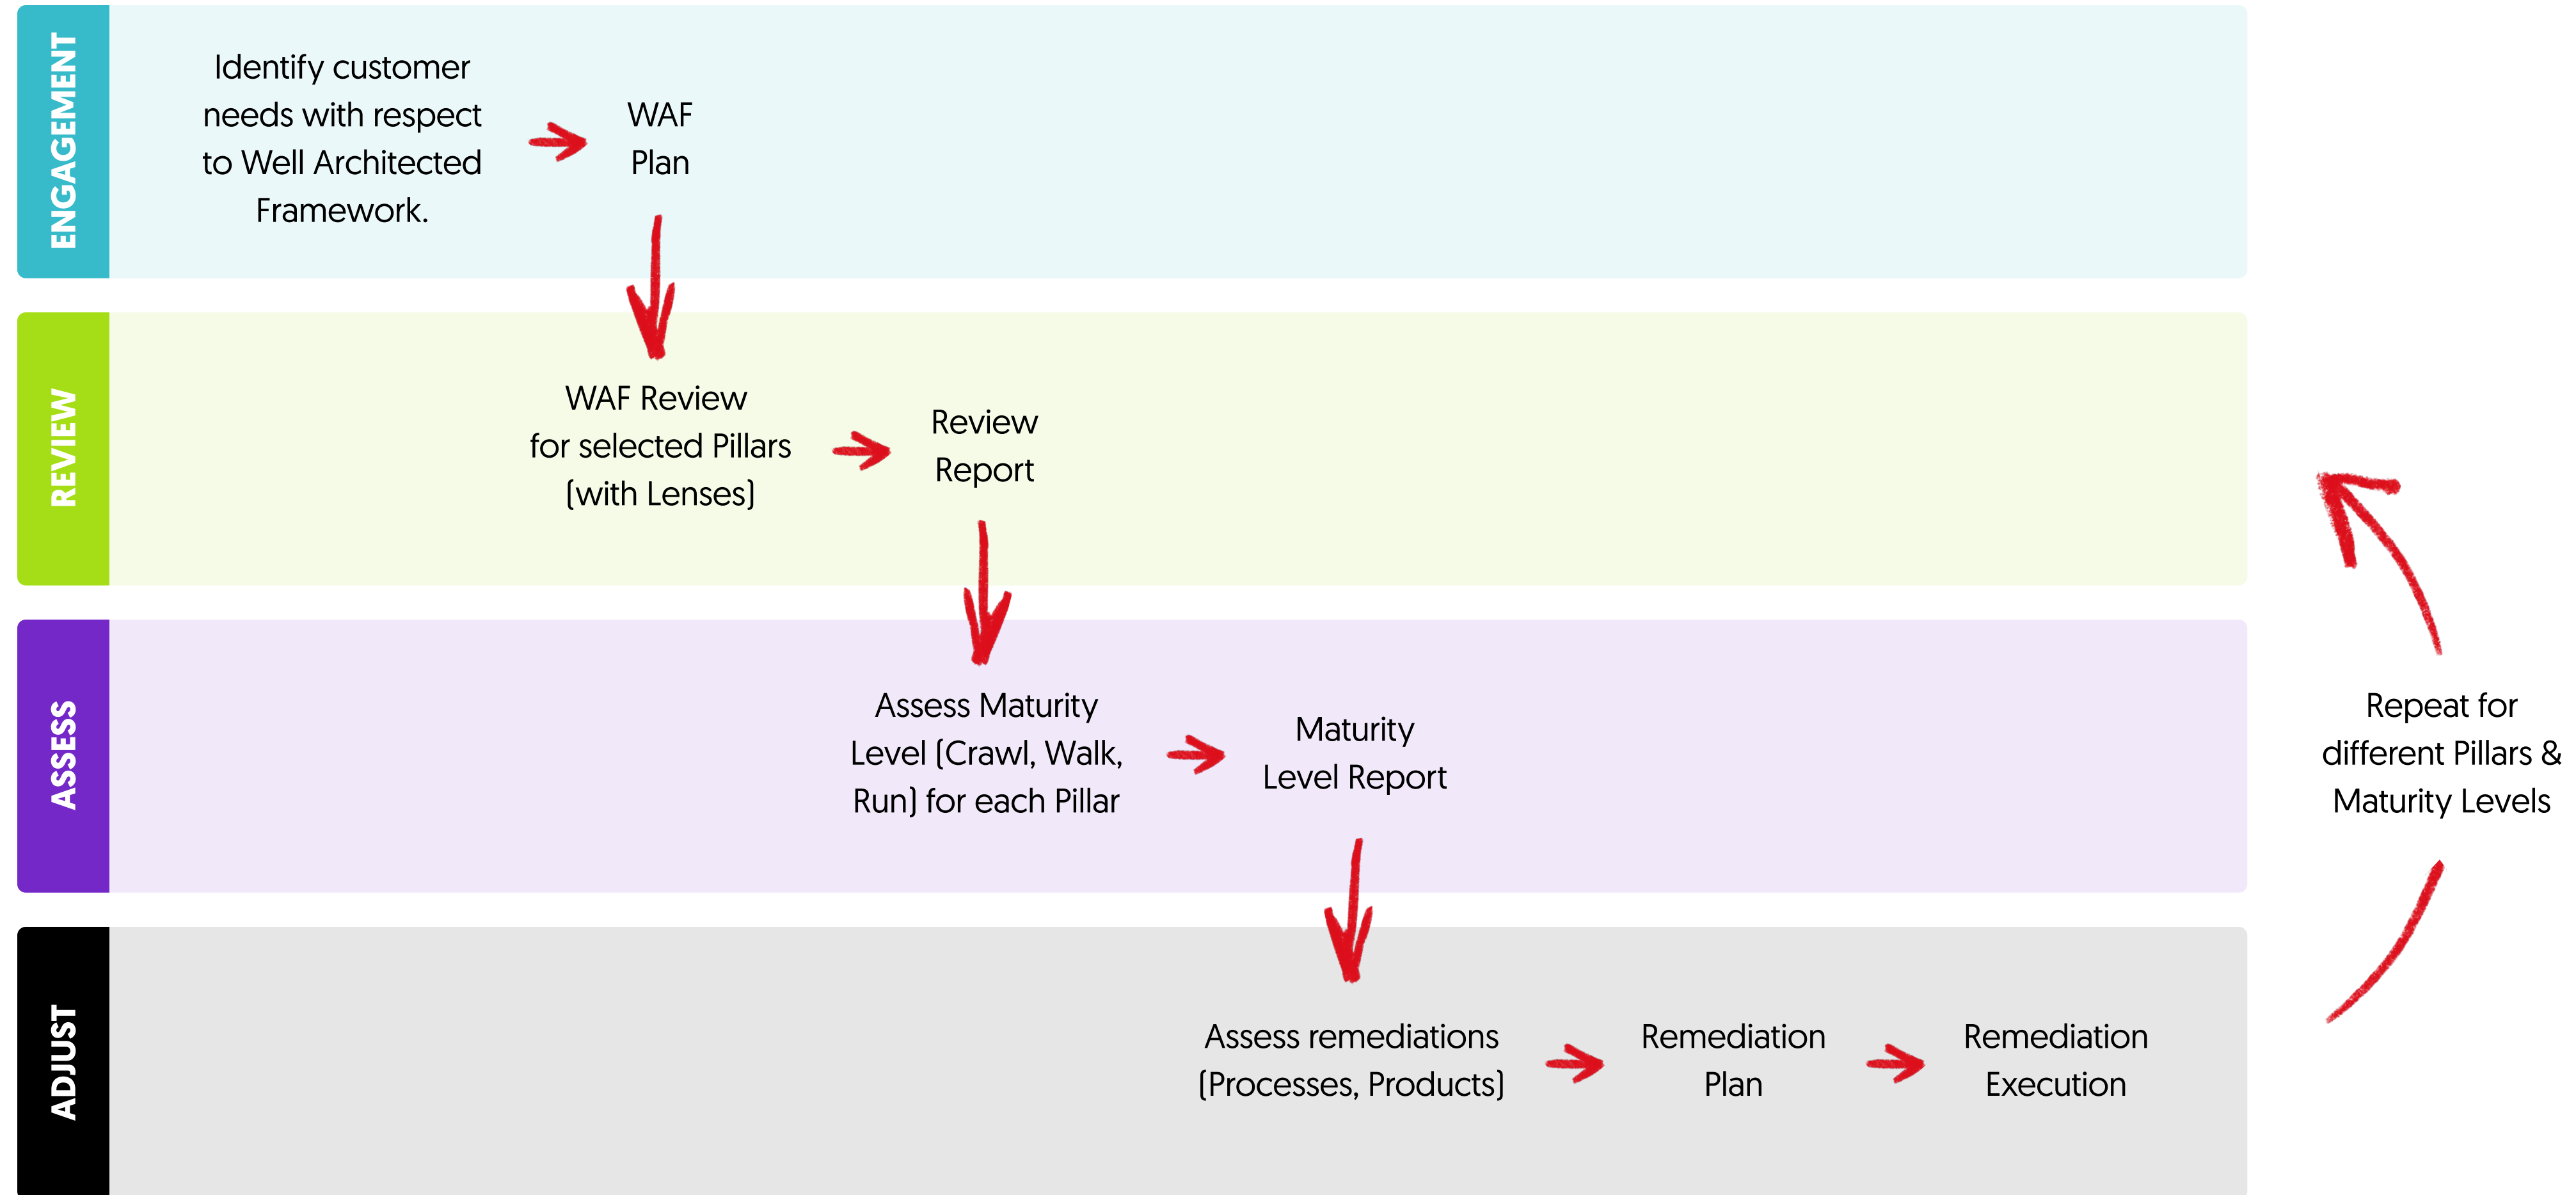 ENGAGEMENT
Identify customer
needs with respect
to Well Architected
Framework.
WAF
Plan
REVIEW
WAF Review
for selected Pillars
(with Lenses)
Review
Report
ASSESS
Assess Maturity
Level (Crawl, Walk,
Run) for each Pillar
Maturity
Level Report
ADJUST
Assess remediations
(Processes, Products)
Remediation
Plan
Remediation
Execution
Repeat for
different Pillars &
Maturity Levels